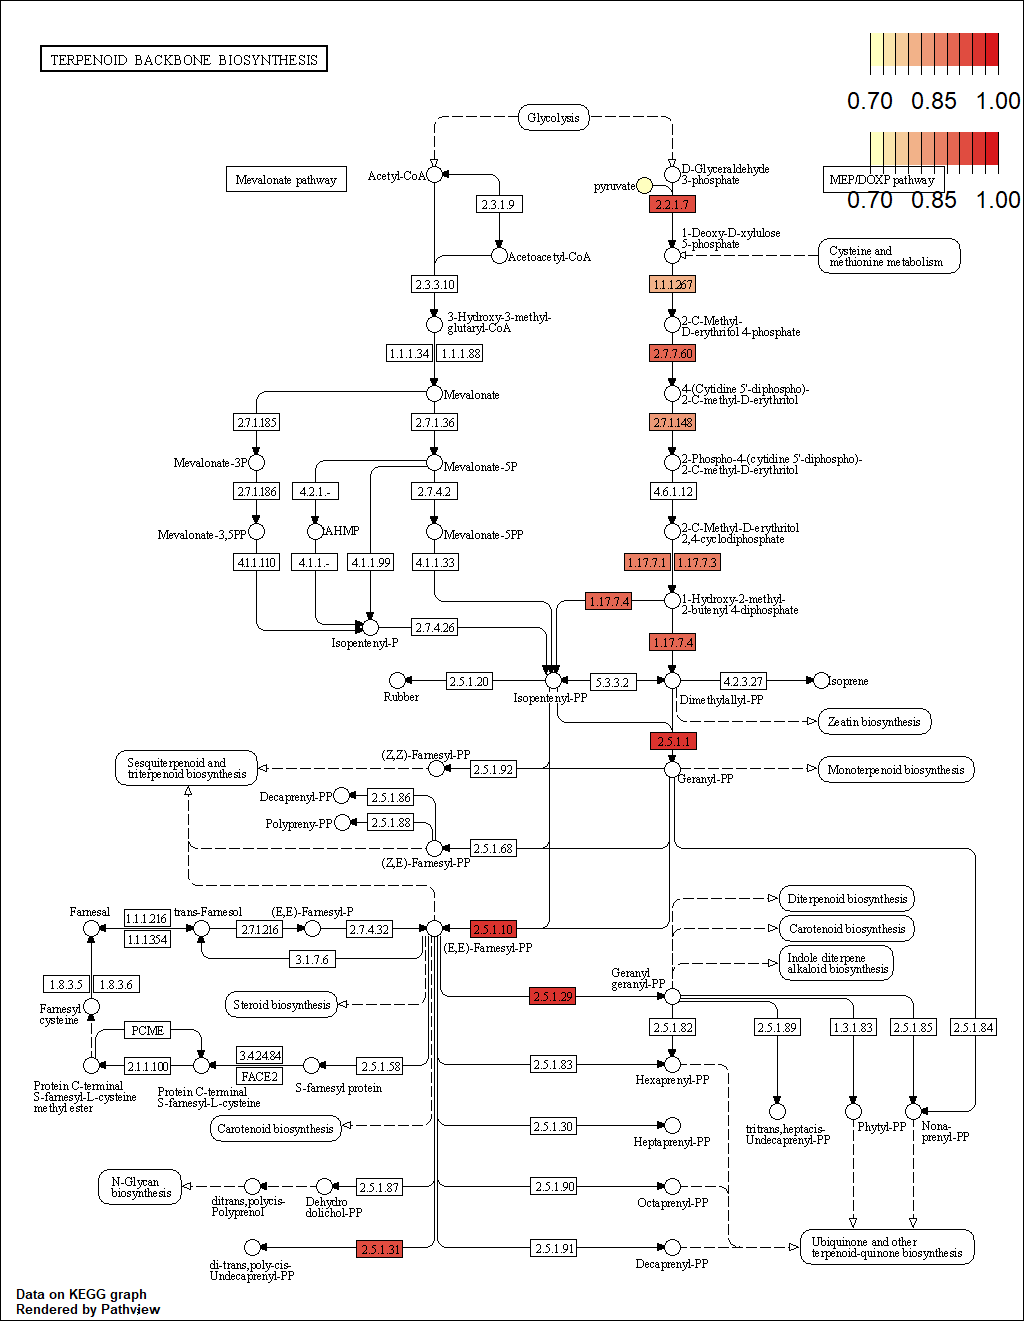 TERPENOID BACKBONE BIOSYNTHESIS
0.70 0.85 1.00
Glycolysis
Mevalonate pathway
Acetyl-CoA
D-Glyceraldehyde
3-phosphate
pyruvate
MEP/DOXP pathway
0.70 0.85 1.00
2.3.1.9
2.2.1.7
1-Deoxy-D-xylulose
5-phosphate
Acetoacetyl-CoA
Cysteine and
methionine metabolism
2.3.3.10
1.1.1.267
3-Hydroxy-3-methyl-
glutaryl-CoA
2-C-Methyl-
D-erythritol 4-phosphate
1.1.1.34
1.1.1.88
2.7.7.60
Mevalonate
4-(Cytidine 5'-diphospho)-
2-C-methyl-D-erythritol
2.7.1.185
2.7.1.36
2.7.1.148
Mevalonate-3P
Mevalonate-5P
2-Phospho-4-(cytidine 5'-diphospho)-
2-C-methyl-D-erythritol
2.7.1.186
4.2.1.-
2.7.4.2
4.6.1.12
Mevalonate-3,5PP
tAHMP
Mevalonate-5PP
2-C-Methyl-D-erythritol
2,4-cyclodiphosphate
4.1.1.110
4.1.1.-
4.1.1.99
4.1.1.33
1.17.7.1
1.17.7.3
1.17.7.4
1-Hydroxy-2-methyl-
2-butenyl 4-diphosphate
2.7.4.26
Isopentenyl-P
1.17.7.4
2.5.1.20
5.3.3.2
4.2.3.27
Isoprene
Rubber
Isopentenyl-PP
Dimethylallyl-PP
Zeatin biosynthesis
2.5.1.1
(Z,Z)-Farnesyl-PP
Sesquiterpenoid and
triterpenoid biosynthesis
2.5.1.92
Geranyl-PP
Monoterpenoid biosynthesis
Decaprenyl-PP
2.5.1.86
Polypreny-PP
2.5.1.88
2.5.1.68
(Z,E)-Farnesyl-PP
Diterpenoid biosynthesis
Farnesal
1.1.1.216
trans-Farnesol
(E,E)-Farnesyl-P
1.1.1.354
2.7.1.216
2.7.4.32
2.5.1.10
Carotenoid biosynthesis
(E,E)-Farnesyl-PP
3.1.7.6
Indole diterpene
alkaloid biosynthesis
1.8.3.5
1.8.3.6
Geranyl
geranyl-PP
2.5.1.29
Farnesyl
cysteine
Steroid biosynthesis
PCME
2.5.1.82
2.5.1.89
1.3.1.83
2.5.1.85
2.5.1.84
3.4.24.84
2.1.1.100
FACE2
2.5.1.58
2.5.1.83
Protein C-terminal
S-farnesyl-L-cysteine
methyl ester
Protein C-terminal
S-farnesyl-L-cysteine
S-farnesyl protein
Hexaprenyl-PP
Carotenoid biosynthesis
2.5.1.30
Heptaprenyl-PP
tritrans,heptacis-
Undecaprenyl-PP
Phytyl-PP
Nona-
prenyl-PP
N-Glycan
biosynthesis
ditrans,polycis-
Polyprenol
Dehydro
dolichol-PP
2.5.1.87
2.5.1.90
Octaprenyl-PP
2.5.1.31
2.5.1.91
Ubiquinone and other
terpenoid-quinone biosynthesis
di-trans,poly-cis-
Undecaprenyl-PP
Decaprenyl-PP
Data on KEGG graph
Rendered by Pathview